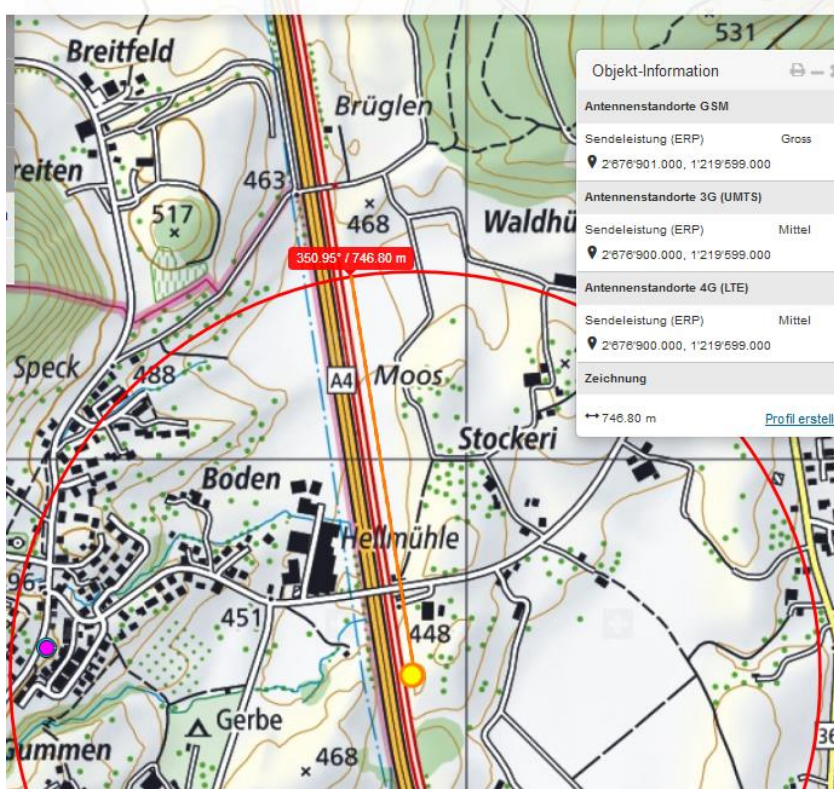 531
Breitfeld
Brüglen
reiten
463
517
468
Waldhü
350.95° / 746.80 m
Speck
488
A4
Moos
Stockeri
Boden
Hellmühle
451
448
Gerbe
468
ummen
36
Objekt-Information
Antennenstandorte GSM
Sendeleistung (ERP) Gross
2'676'901.000, 1'219'599.000
Antennenstandorte 3G (UMTS)
Sendeleistung (ERP) Mittel
2'676'900.000, 1'219'599.000
Antennenstandorte 4G (LTE)
Sendeleistung (ERP) Mittel
2'676'900.000, 1'219'599.000
Zeichnung
↔746.80 m Profil erstell